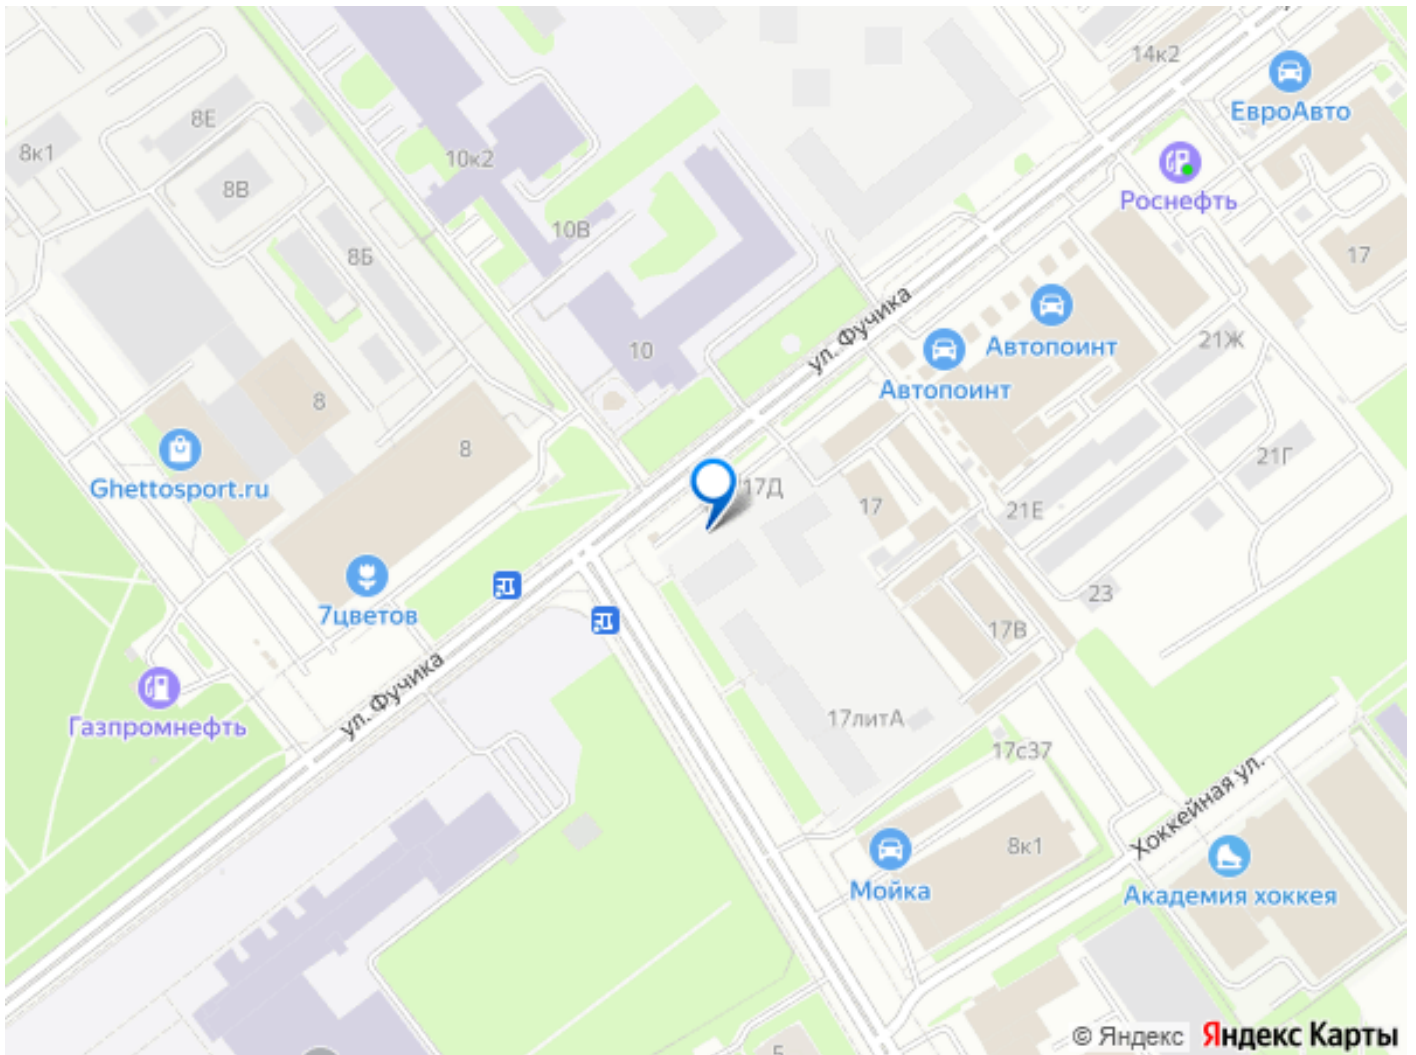 14к2
ЕвроАвто
8Е
8к1
10к2
8В
Роснефть
10В
8Б
17
ул. Фучика
Автопоинт
21Ж
10
Автопоинт
8
8
21Г
Ghettosport.ru
17Д
17
21Е
7цветов
23
17В
ул. Фучика
Газпромнефть
17литА
17с37
Хоккейная ул.
8к1
Мойка
Академия хоккея
© Яндекс Яндекс Карты